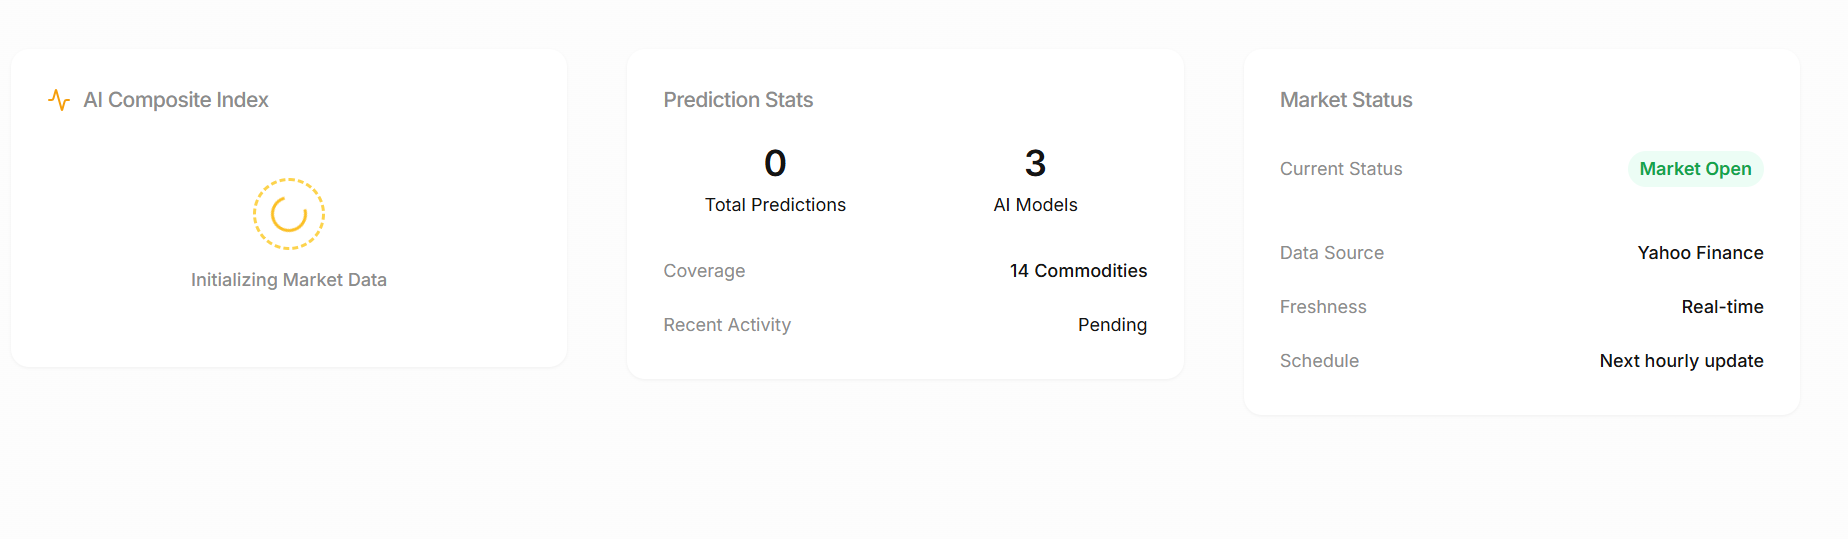 AI Composite Index
Initializing Market Data
Prediction Stats
0
Total Predictions
3
AI Models
Coverage
14 Commodities
Recent Activity
Pending
Market Status
Current Status
Market Open
Data Source
Yahoo Finance
Freshness
Real-time
Schedule
Next hourly update